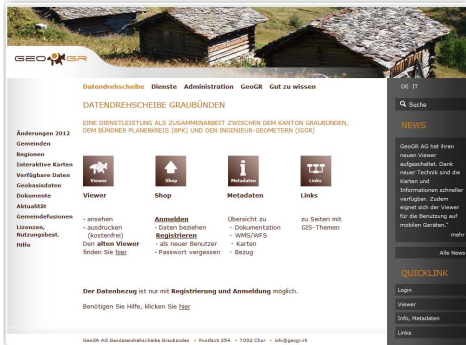 GEO GR
Datendrehscheibe Dienste Administration GeoGR Gut zu wissen
DATENDREHSCHEIBE GRAUBÜNDEN
EINE DIENSTLEISTUNG ALS ZUSAMMENARBEIT ZWISCHEN DEM KANTON GRAUBÜNDEN,
DEM BÜNDNER PLANERKREIS (BPK) UND DEN INGENIEUR-GEOMETERN (IGGR)
Änderungen 2012
Gemeinden
Regionen
Interaktive Karten
Verfügbare Daten
Geobasisdaten
Dokumente
Aktualität
Gemeindefusionen
Lizenzen,
Nutzungsbest.
Hilfe
Viewer
Shop
Metadaten
Links
Viewer
Shop
Metadaten
Links
- ansehen
- ausdrucken
(kostenfrei)
Den alten Viewer
finden Sie hier
Anmelden
- Daten beziehen
Registrieren
- als neuer Benutzer
- Passwort vergessen
Übersicht zu
- Dokumentation
- WMS/WFS
- Karten
- Bezug
zu Seiten mit
GIS-Themen
Der Datenbezug ist nur mit Registrierung und Anmeldung möglich.
Benötigen Sie Hilfe, klicken Sie hier
GeoGR AG Geodatendrehscheibe Graubünden • Postfach 354 • 7002 Chur • info@geogr.ch
DE IT
Suche
NEWS
GeoGR AG hat ihren
neuen Viewer
aufgeschaltet. Dank
neuer Technik sind die
Karten und
Informationen schneller
verfügbar. Zudem
eignet sich der Viewer
für die Benutzung auf
mobilen Geräten."
mehr
Alle News
QUICKLINK
Login
Viewer
Info, Metadaten
Links